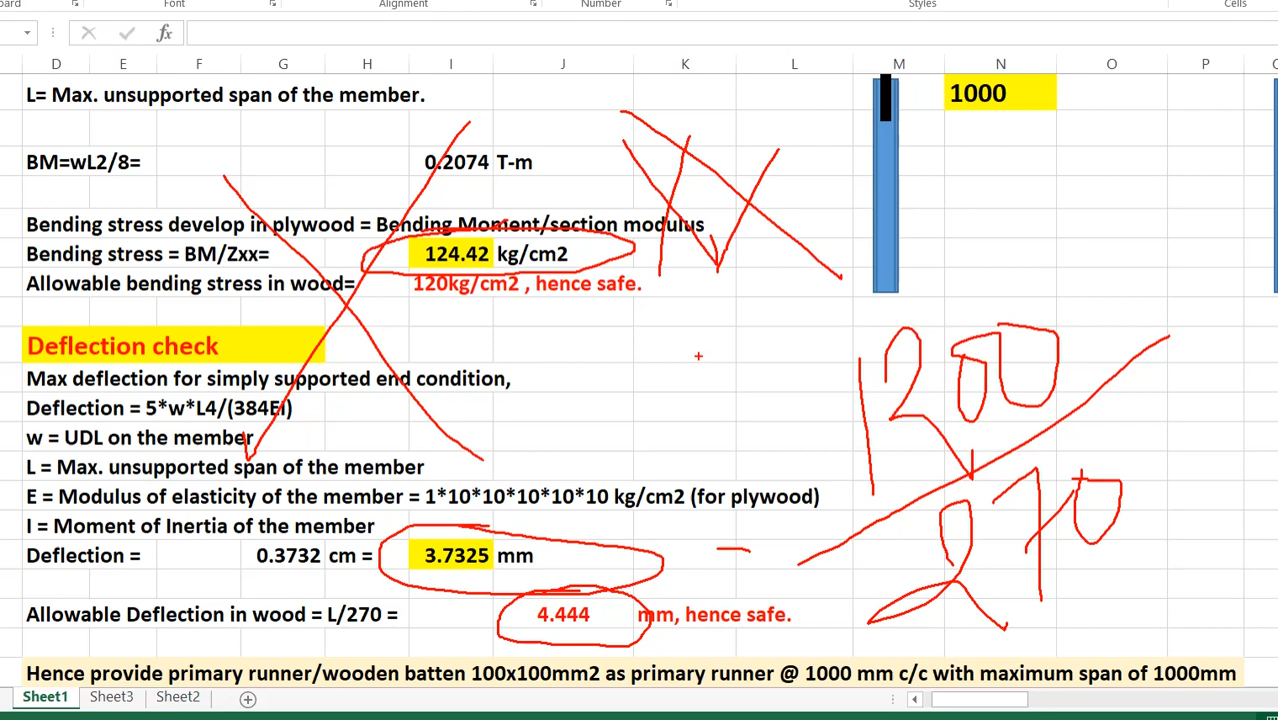 oard Font Alignment Number Styles Cells
fx
D E F G H I J K L M N O P
L= Max. unsupported span of the member.
1000
BM=wL2/8= 0.2074 T-m
Bending stress develop in plywood = Bending Moment/section modulus
Bending stress = BM/Zxx= 124.42 kg/cm2
Allowable bending stress in wood= 120kg/cm2 , hence safe.
1200
Deflection check
Max deflection for simply supported end condition,
Deflection = 5*w*L4/(384EI)
w = UDL on the member
L = Max. unsupported span of the member
270
E = Modulus of elasticity of the member = 1*10*10*10*10*10 kg/cm2 (for plywood)
I = Moment of Inertia of the member
Deflection = 0.3732 cm = 3.7325 mm
Allowable Deflection in wood = L/270 = 4.444 mm, hence safe.
Hence provide primary runner/wooden batten 100x100mm2 as primary runner @ 1000 mm c/c with maximum span of 1000mm
Sheet1 Sheet3 Sheet2